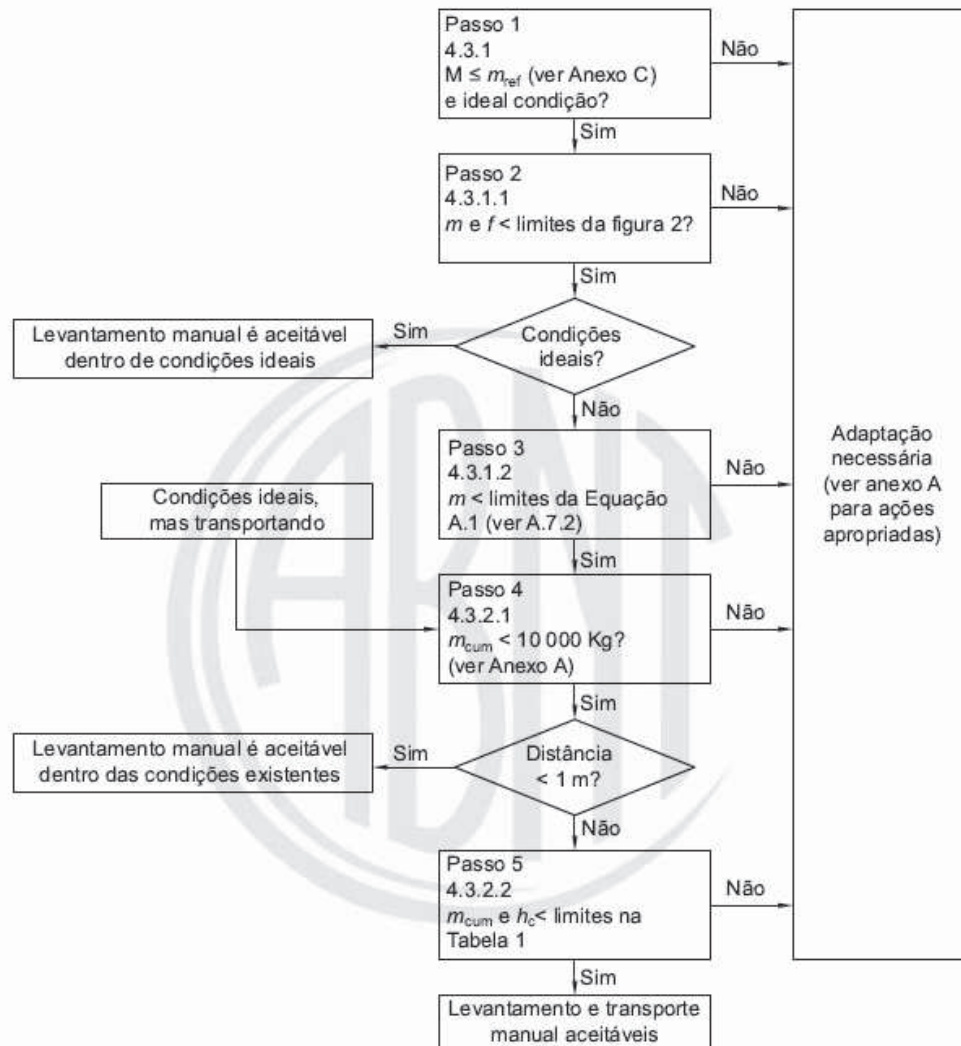 Passo 1
4.3.1
M ≤ m_ref (ver Anexo C)
e ideal condição?
Não
Sim
Passo 2
4.3.1.1
m e f < limites da figura 2?
Não
Sim
Condições
ideais?
Sim
Levantamento manual é aceitável
dentro de condições ideais
Não
Passo 3
4.3.1.2
m < limites da Equação
A.1 (ver A.7.2)
Não
Sim
Condições ideais,
mas transportando
Passo 4
4.3.2.1
m_cum < 10 000 Kg?
(ver Anexo A)
Não
Sim
Distância
< 1 m?
Sim
Levantamento manual é aceitável
dentro das condições existentes
Não
Passo 5
4.3.2.2
m_cum e h_c< limites na
Tabela 1
Não
Sim
Levantamento e transporte
manual aceitáveis
Adaptação
necessária
(ver anexo A
para ações
apropriadas)
ABNT